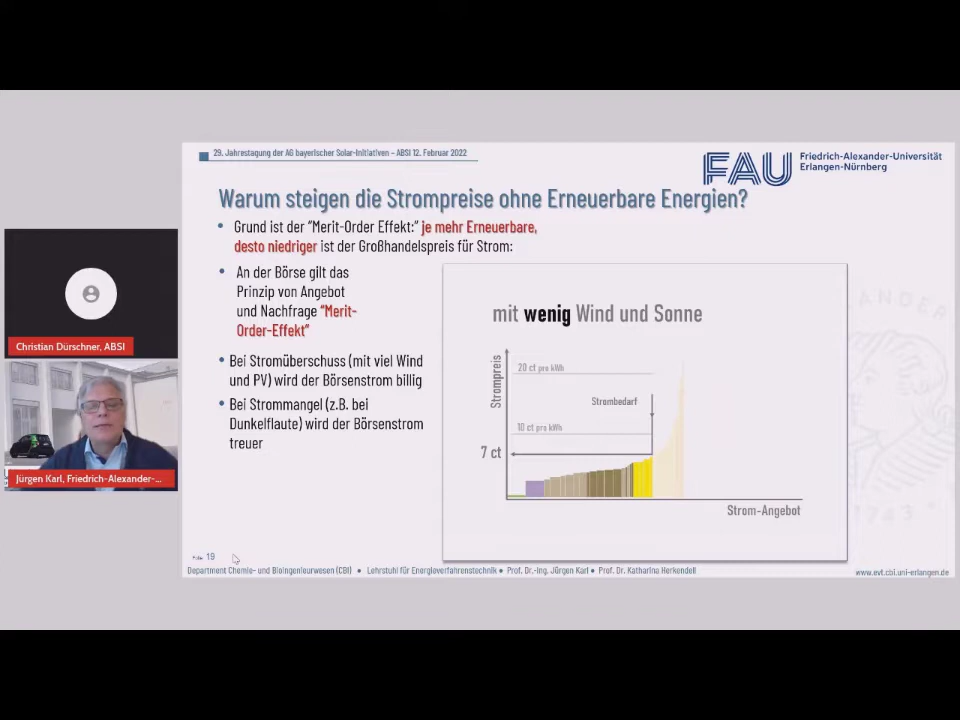 29. Jahrestagung der AG bayerischer Solar-Initiativen – ABSI 12. Februar 2022
FAU Friedrich-Alexander-Universität
Erlangen-Nürnberg
Warum steigen die Strompreise ohne Erneuerbare Energien?
• Grund ist der "Merit-Order Effekt:" je mehr Erneuerbare,
desto niedriger ist der Großhandelspreis für Strom:
• An der Börse gilt das
Prinzip von Angebot
und Nachfrage "Merit-
Order-Effekt"
• Bei Stromüberschuss (mit viel Wind
und PV) wird der Börsenstrom billig
• Bei Strommangel (z.B. bei
Dunkelflaute) wird der Börsenstrom
treuer
mit wenig Wind und Sonne
Strompreis
20 ct pro kWh
Strombedarf
10 ct pro kWh
7 ct
Strom-Angebot
Christian Dürschner, ABSI
Jürgen Karl, Friedrich-Alexander-...
19
Department Chemie- und Bioingenieurwesen (CBI) • Lehrstuhl für Energieverfahrenstechnik • Prof. Dr.-Ing. Jürgen Karl • Prof. Dr. Katharina Herkendell
www.evt.cbi.uni-erlangen.de
1743